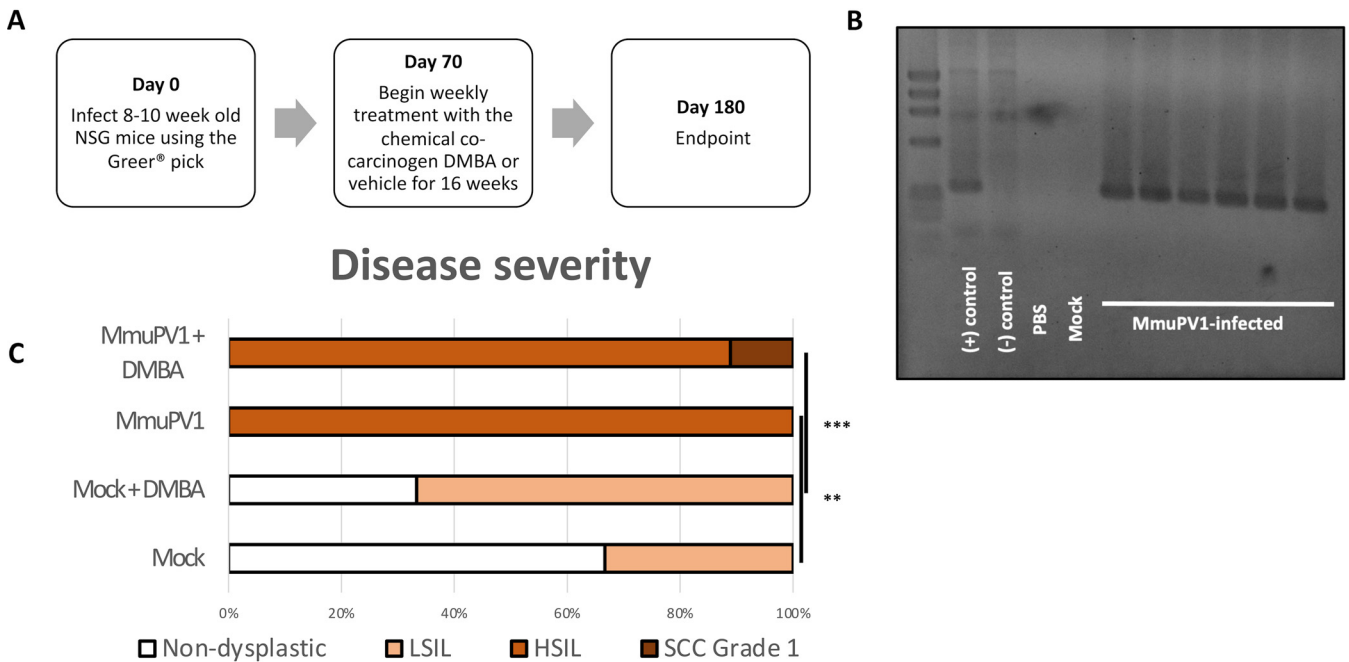 A
Day 0
Infect 8-10 week old
NSG mice using the
Greer® pick
Day 70
Begin weekly
treatment with the
chemical co-
carcinogen DMBA or
vehicle for 16 weeks
Day 180
Endpoint
B
(+) control
(-) control
PBS
Mock
MmuPV1-infected
Disease severity
C
MmuPV1 +
DMBA
MmuPV1
Mock + DMBA
Mock
***
**
0%
20%
40%
60%
80%
100%
Non-dysplastic
LSIL
HSIL
SCC Grade 1